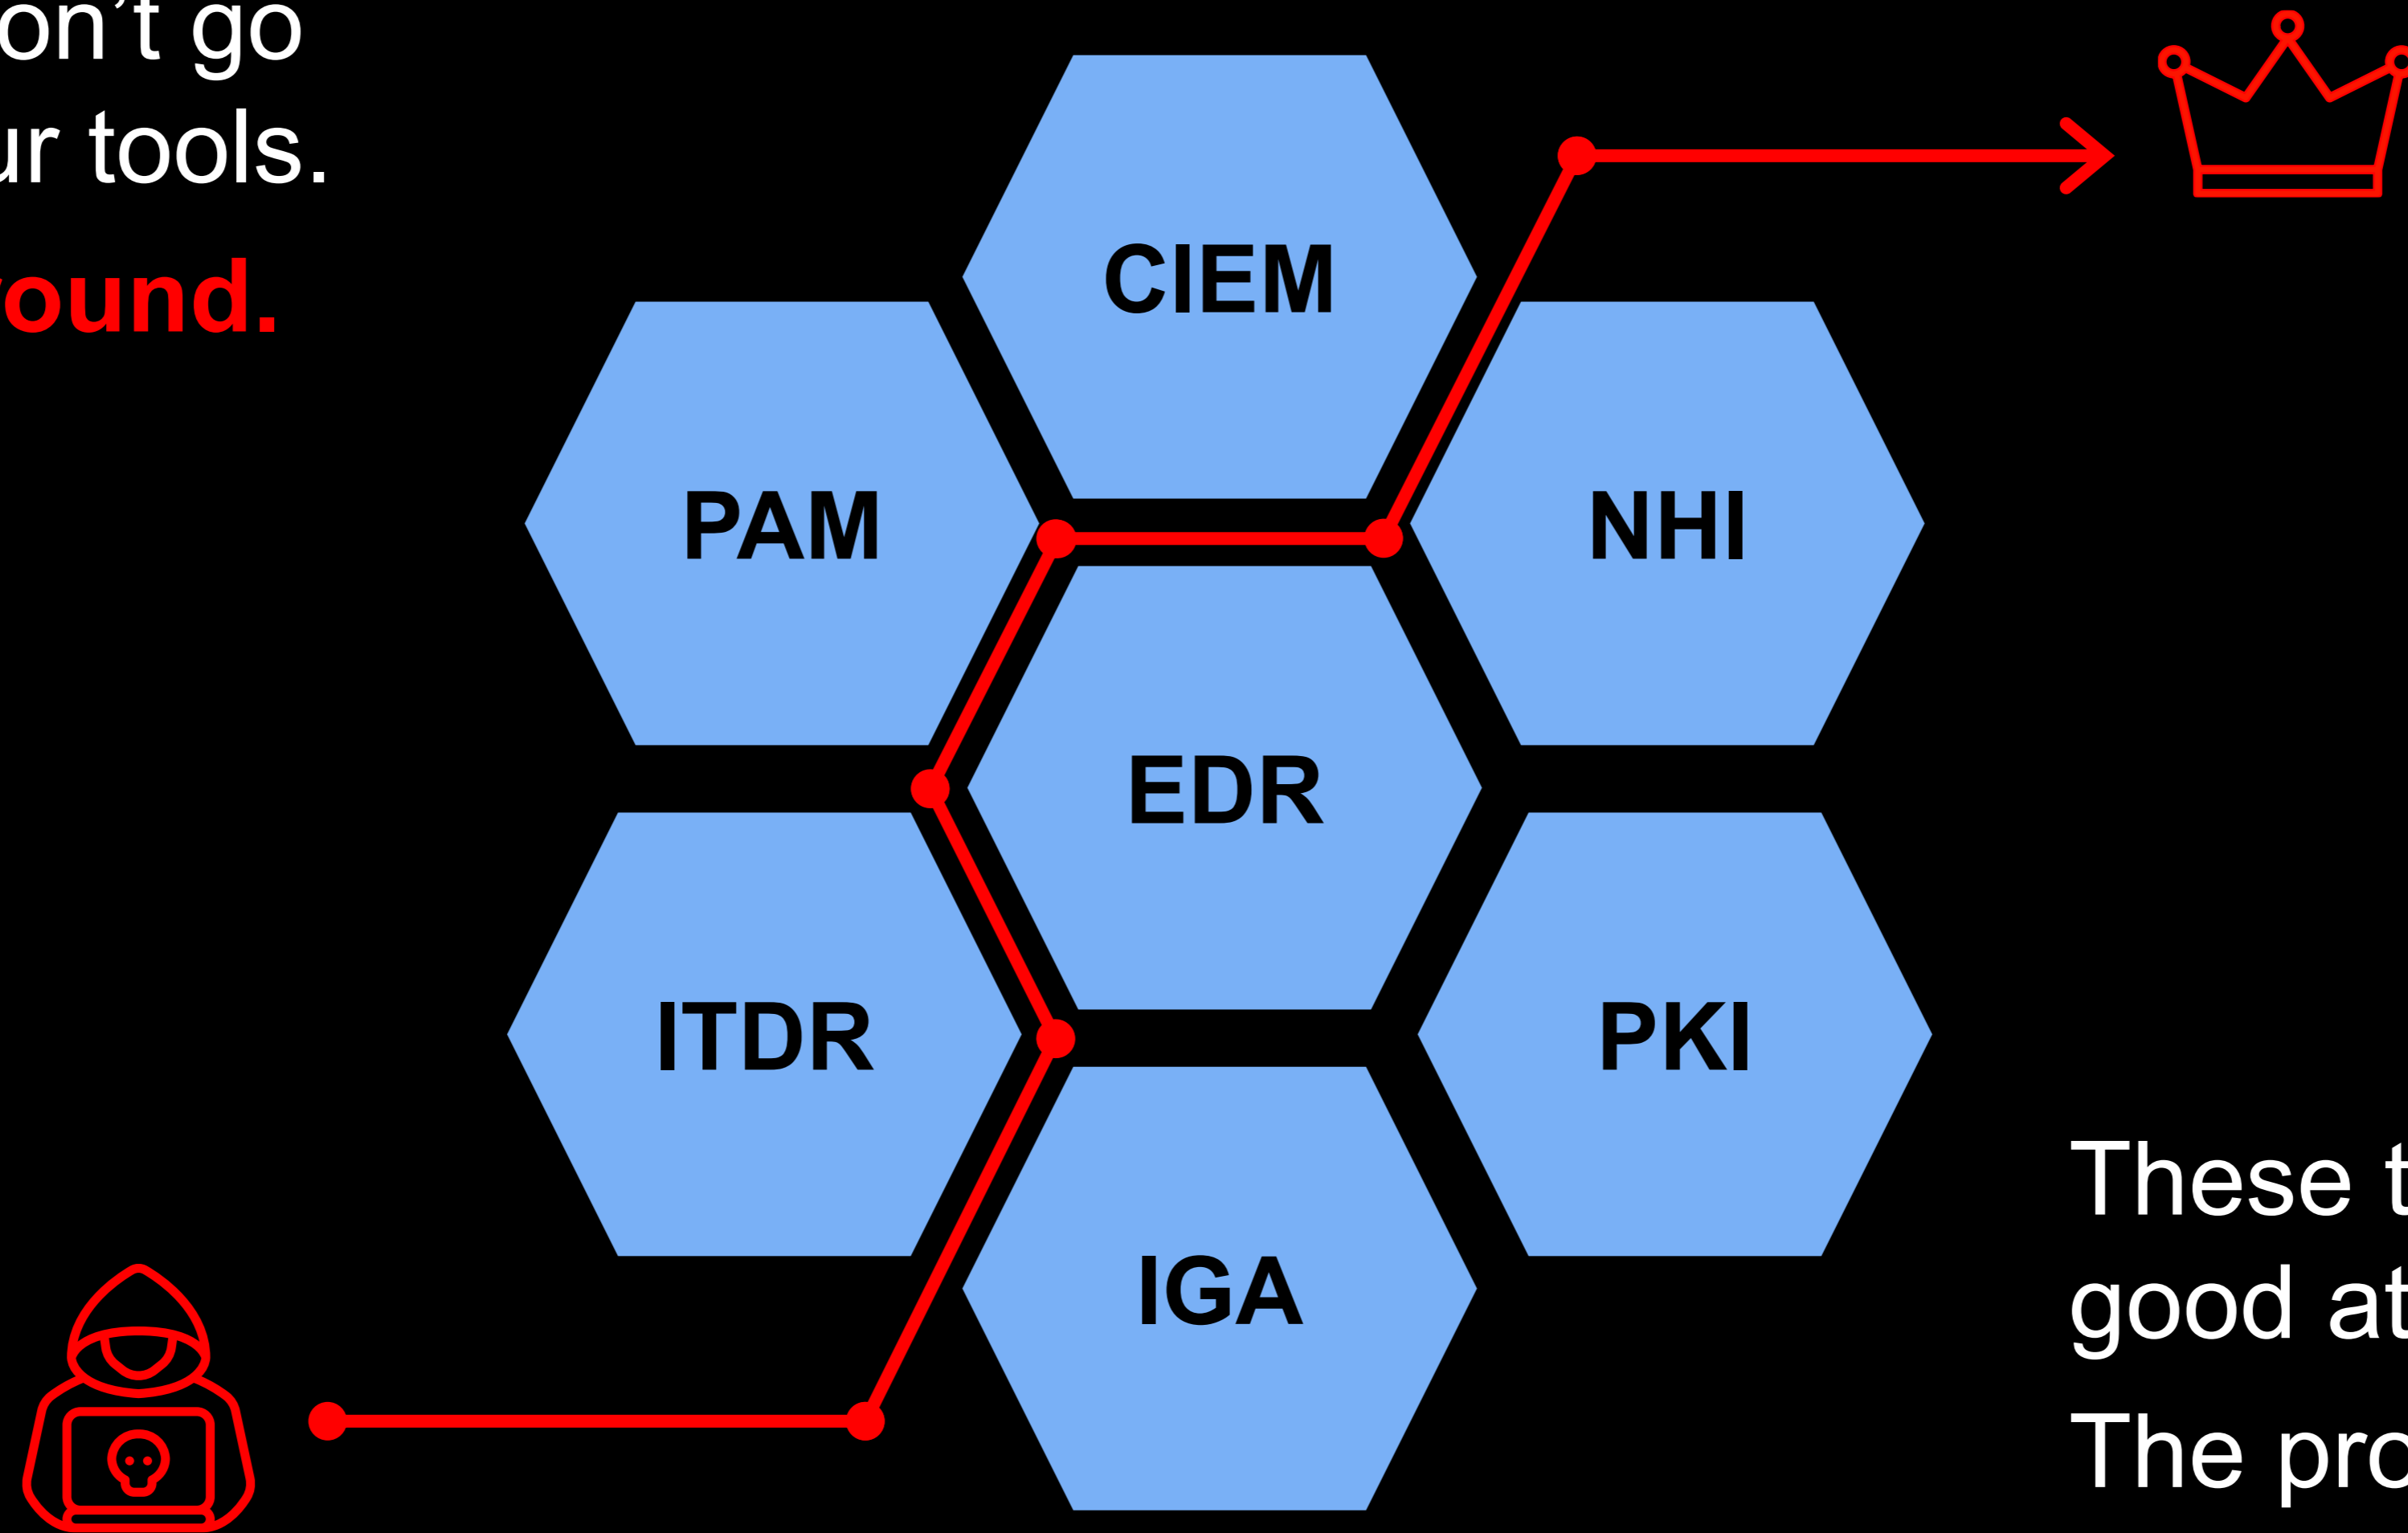 on't go
ur tools.
ound.
CIEM
PAM
NHI
EDR
ITDR
PKI
IGA
These t
good at
The pro